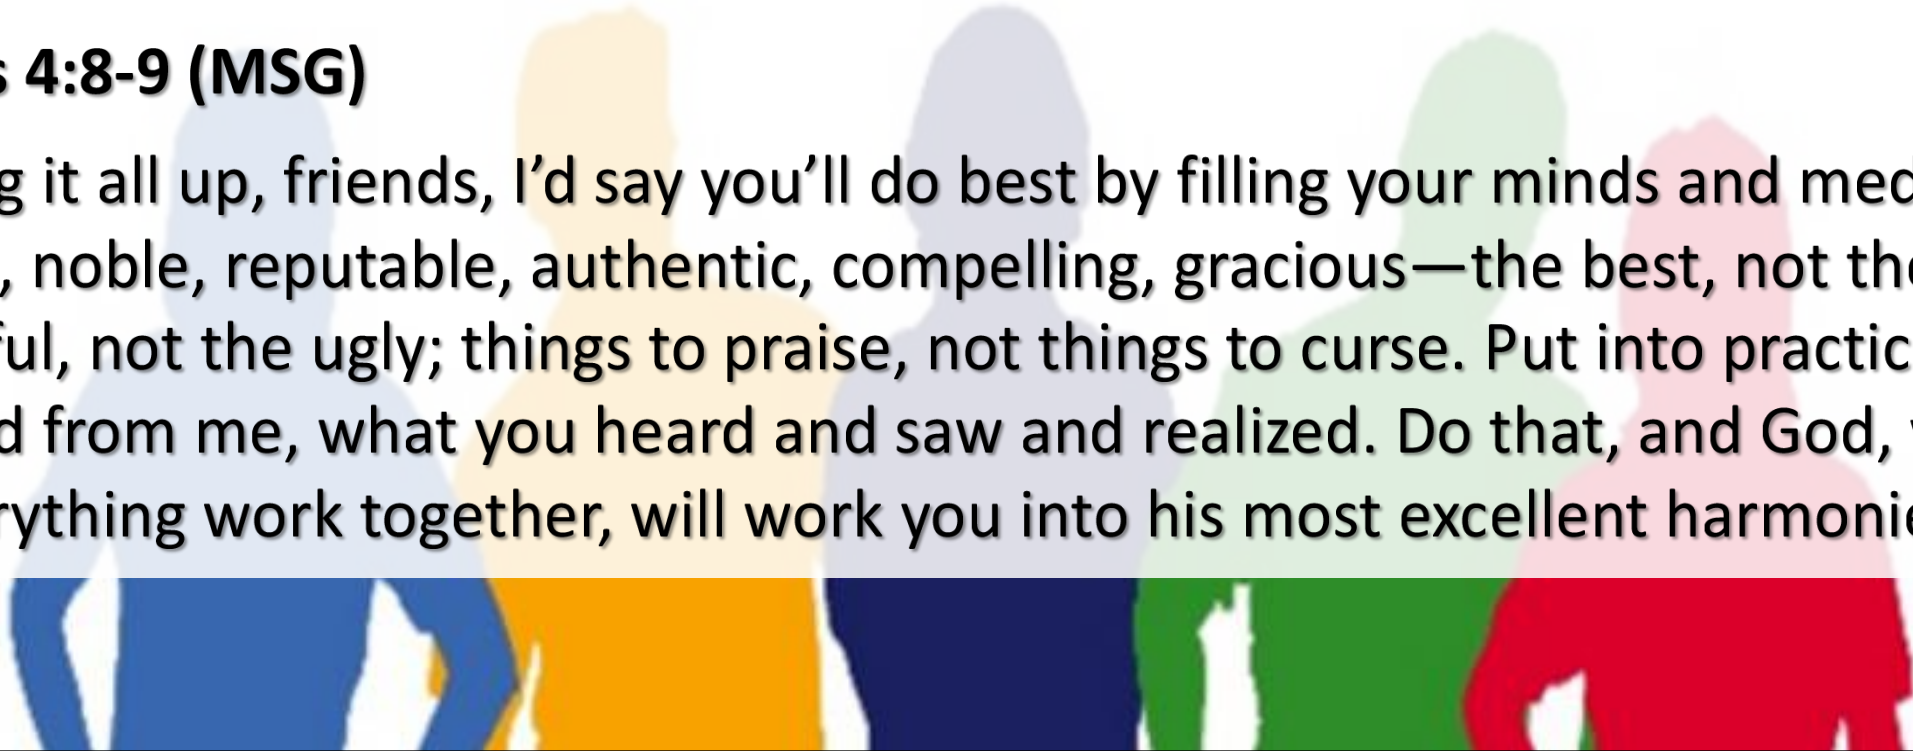 s 4:8-9 (MSG)
g it all up, friends, I’d say you’ll do best by filling your minds and med
, noble, reputable, authentic, compelling, gracious—the best, not the
ful, not the ugly; things to praise, not things to curse. Put into practic
d from me, what you heard and saw and realized. Do that, and God,
rything work together, will work you into his most excellent harmonie